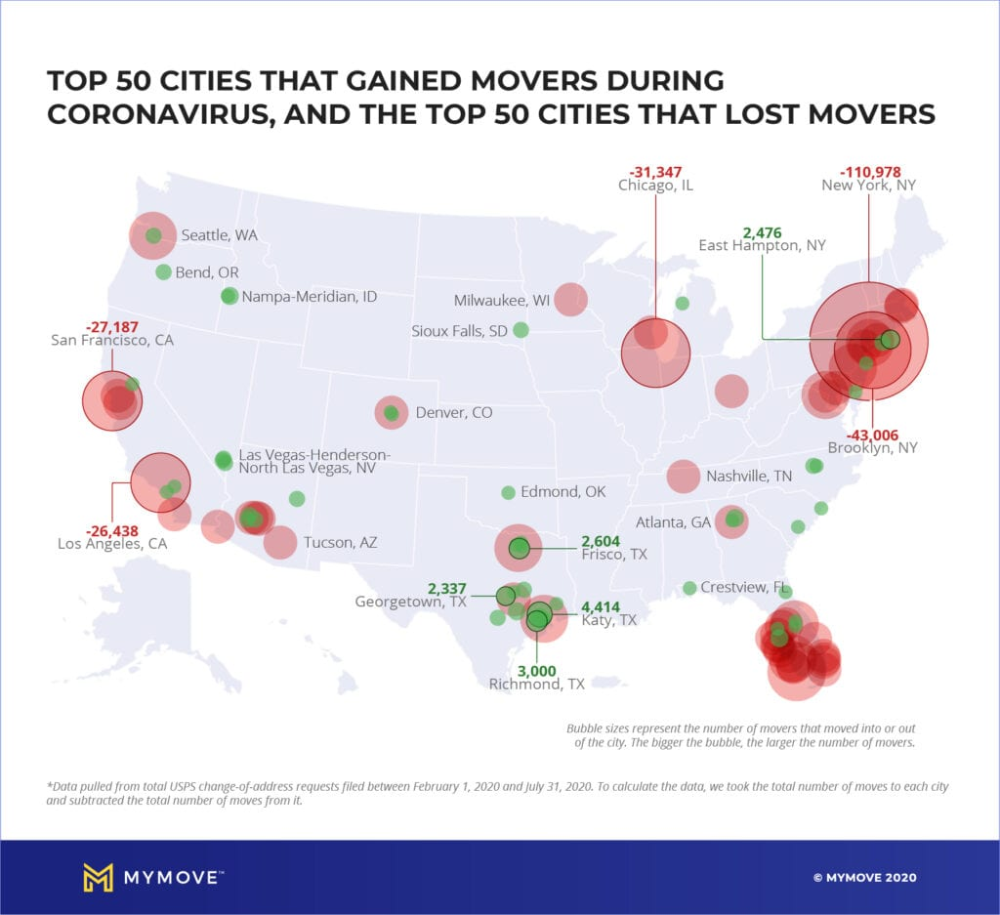 TOP 50 CITIES THAT GAINED MOVERS DURING
CORONAVIRUS, AND THE TOP 50 CITIES THAT LOST MOVERS
-31,347
Chicago, IL
-110,978
New York, NY
2,476
East Hampton, NY
Seattle, WA
Bend, OR
Nampa-Meridian, ID
Milwaukee, WI
Sioux Falls, SD
-27,187
San Francisco, CA
Denver, CO
-43,006
Brooklyn, NY
Las Vegas-Henderson-
North Las Vegas, NV
Nashville, TN
Edmond, OK
Atlanta, GA
-26,438
Los Angeles, CA
Tucson, AZ
2,604
Frisco, TX
2,337
Georgetown, TX
Crestview, FL
4,414
Katy, TX
3,000
Richmond, TX
Bubble sizes represent the number of movers that moved into or out
of the city. The bigger the bubble, the larger the number of movers.
*Data pulled from total USPS change-of-address requests filed between February 1, 2020 and July 31, 2020. To calculate the data, we took the total number of moves to each city
and subtracted the total number of moves from it.
MYMOVE™
© MYMOVE 2020